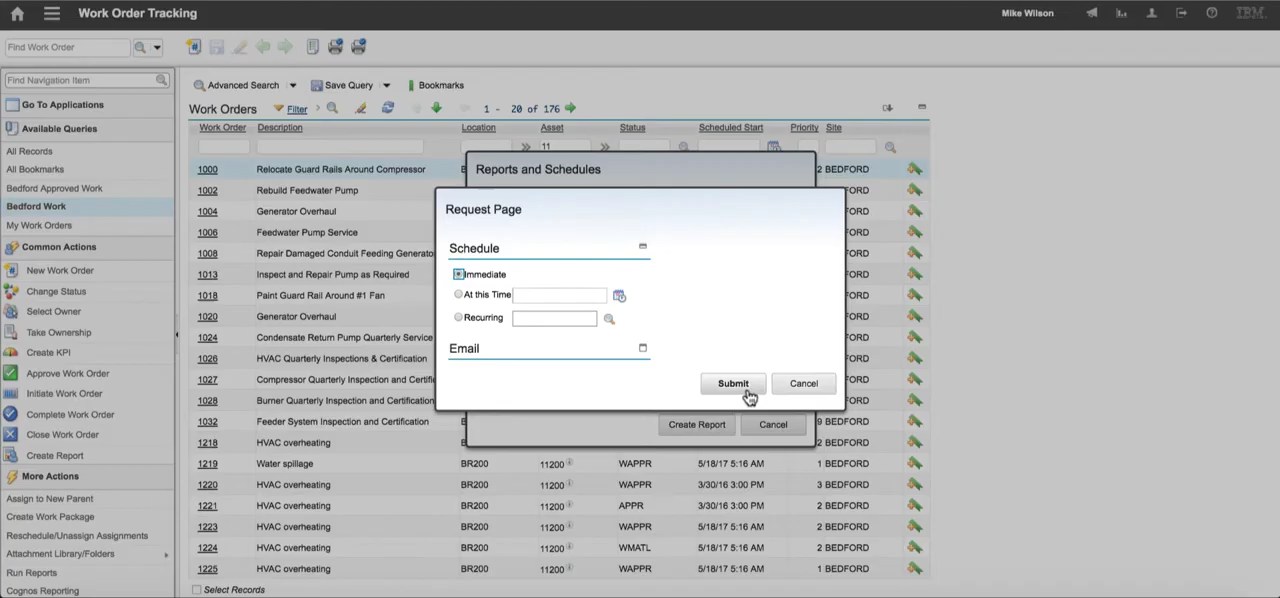 Work Order Tracking
Mike Wilson
IBM
Find Work Order
Find Navigation Item
Go To Applications
Available Queries
All Records
All Bookmarks
Bedford Approved Work
Bedford Work
My Work Orders
Common Actions
New Work Order
Change Status
Select Owner
Take Ownership
Create KPI
Approve Work Order
Initiate Work Order
Complete Work Order
Close Work Order
Create Report
More Actions
Assign to New Parent
Create Work Package
Reschedule/Unassign Assignments
Attachment Library/Folders
Run Reports
Cognos Reporting
Advanced Search Save Query Bookmarks
Work Orders Filter 1 - 20 of 176
Work Order Description Location Asset Status Scheduled Start Priority Site
11
1000 Relocate Guard Rails Around Compressor 2 BEDFORD
1002 Rebuild Feedwater Pump ORD
1004 Generator Overhaul ORD
1006 Feedwater Pump Service ORD
1008 Repair Damaged Conduit Feeding Generato ORD
1013 Inspect and Repair Pump as Required ORD
1018 Paint Guard Rail Around #1 Fan ORD
1020 Generator Overhaul ORD
1024 Condensate Return Pump Quarterly Service ORD
1026 HVAC Quarterly Inspections & Certification ORD
1027 Compressor Quarterly Inspection and Certifi ORD
1028 Burner Quarterly Inspection and Certification ORD
1032 Feeder System Inspection and Certification 9 BEDFORD
1218 HVAC overheating 2 BEDFORD
1219 Water spillage BR200 11200 WAPPR 5/18/17 5:16 AM 1 BEDFORD
1220 HVAC overheating BR200 11200 WAPPR 3/30/16 3:00 PM 3 BEDFORD
1221 HVAC overheating BR200 11200 APPR 3/30/16 3:00 PM 2 BEDFORD
1223 HVAC overheating BR200 11200 WAPPR 5/18/17 5:16 AM 2 BEDFORD
1224 HVAC overheating BR200 11200 WMATL 5/18/17 5:16 AM 2 BEDFORD
1225 HVAC overheating BR200 11200 WAPPR 5/18/17 5:16 AM 1 BEDFORD
Select Records
Reports and Schedules
Request Page
Schedule
Immediate
At this Time
Recurring
Email
Submit Cancel
Create Report Cancel